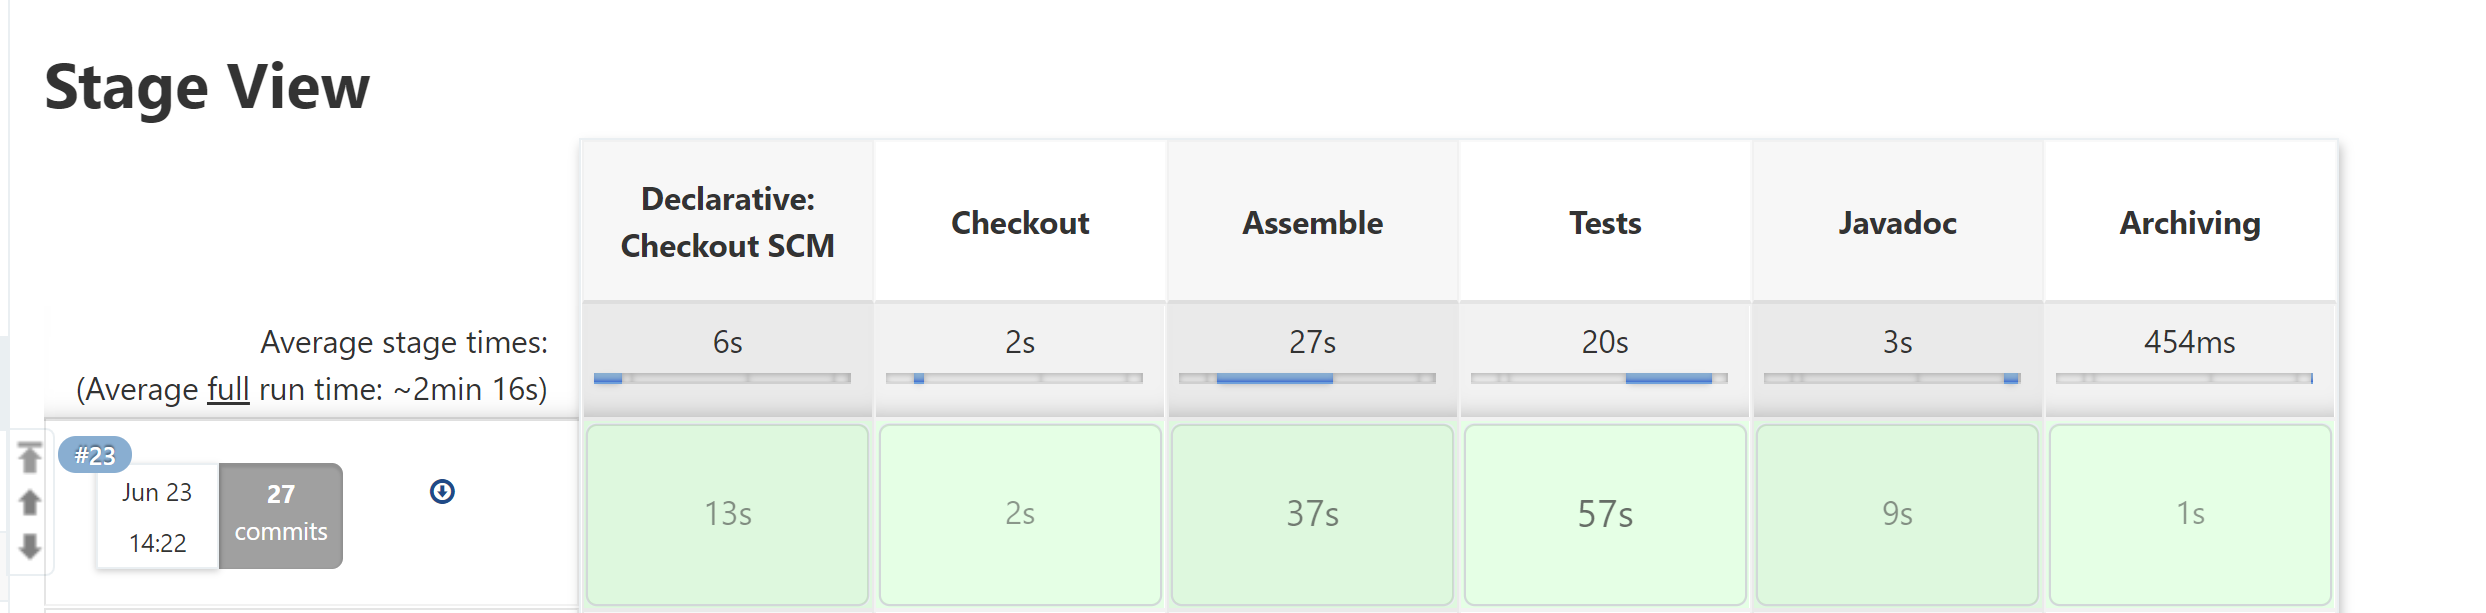 Stage View
Declarative:
Checkout SCM
Checkout
Assemble
Tests
Javadoc
Archiving
Average stage times:
(Average full run time: ~2min 16s)
6s
2s
27s
20s
3s
454ms
#23
Jun 23
14:22
27
commits
13s
2s
37s
57s
9s
1s